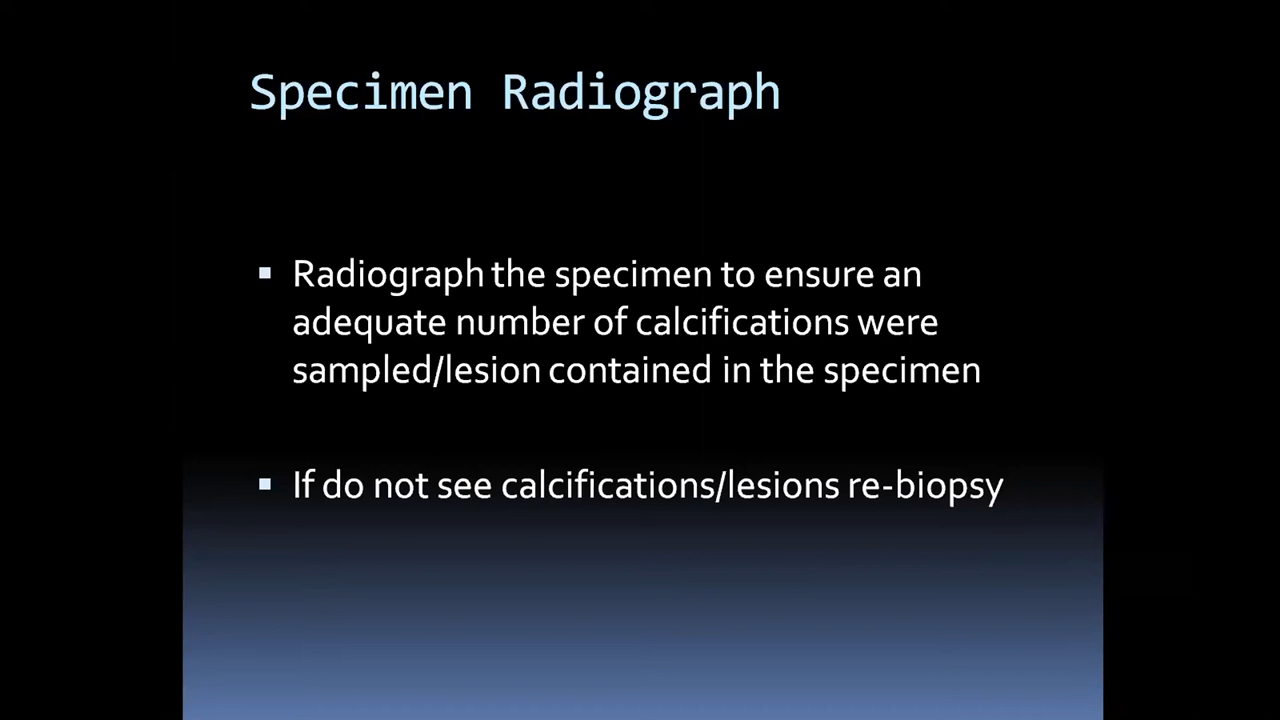 Specimen Radiograph
▪ Radiograph the specimen to ensure an
adequate number of calcifications were
sampled/lesion contained in the specimen
▪ If do not see calcifications/lesions re-biopsy